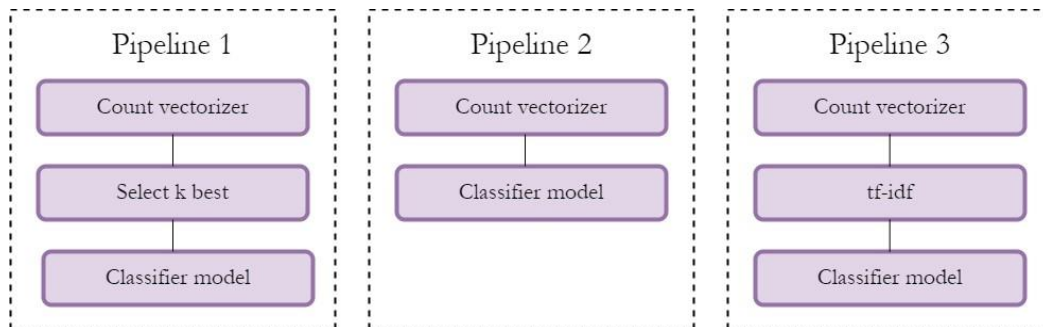 Pipeline 1
Count vectorizer
Select k best
Classifier model
Pipeline 2
Count vectorizer
Classifier model
Pipeline 3
Count vectorizer
tf-idf
Classifier model